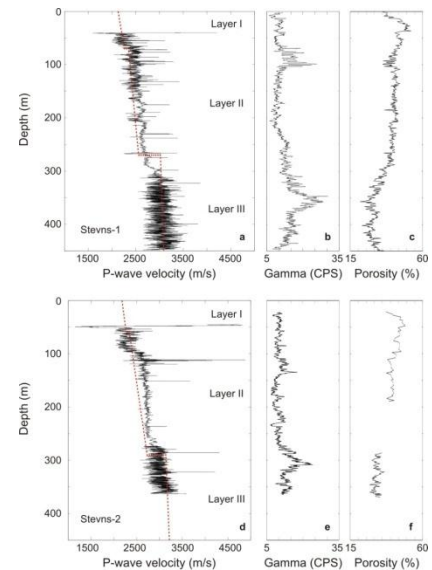 0
100
200
300
400
Depth (m)
Layer I
Layer II
Layer III
Stevns-1
a
b
c
1500 2500 3500 4500
5 35 15 60
P-wave velocity (m/s)
Gamma (CPS)
Porosity (%)
0
100
200
300
400
Depth (m)
Layer I
Layer II
Layer III
Stevns-2
d
e
f
1500 2500 3500 4500
5 35 15 60
P-wave velocity (m/s)
Gamma (CPS)
Porosity (%)